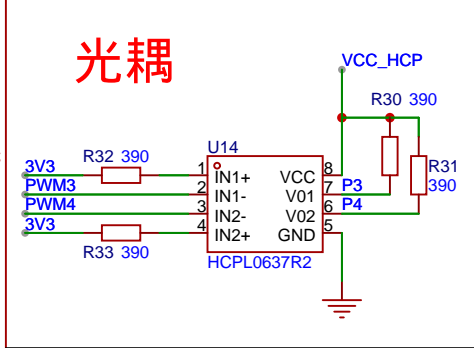 光耦
VCC_HCP
R30 390
U14
3V3
R32 390
1 IN1+ VCC 8
PWM3
2 IN1- V01 7 P3
R31
390
PWM4
3 IN2- V02 6 P4
3V3
4 IN2+ GND 5
R33 390
HCPL0637R2